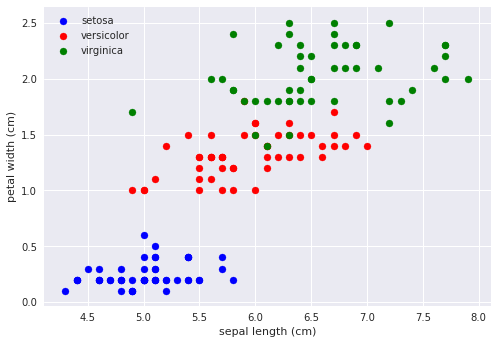 setosa
versicolor
virginica
2.5
2.0
1.5
1.0
0.5
0.0
petal width (cm)
4.5 5.0 5.5 6.0 6.5 7.0 7.5 8.0
sepal length (cm)